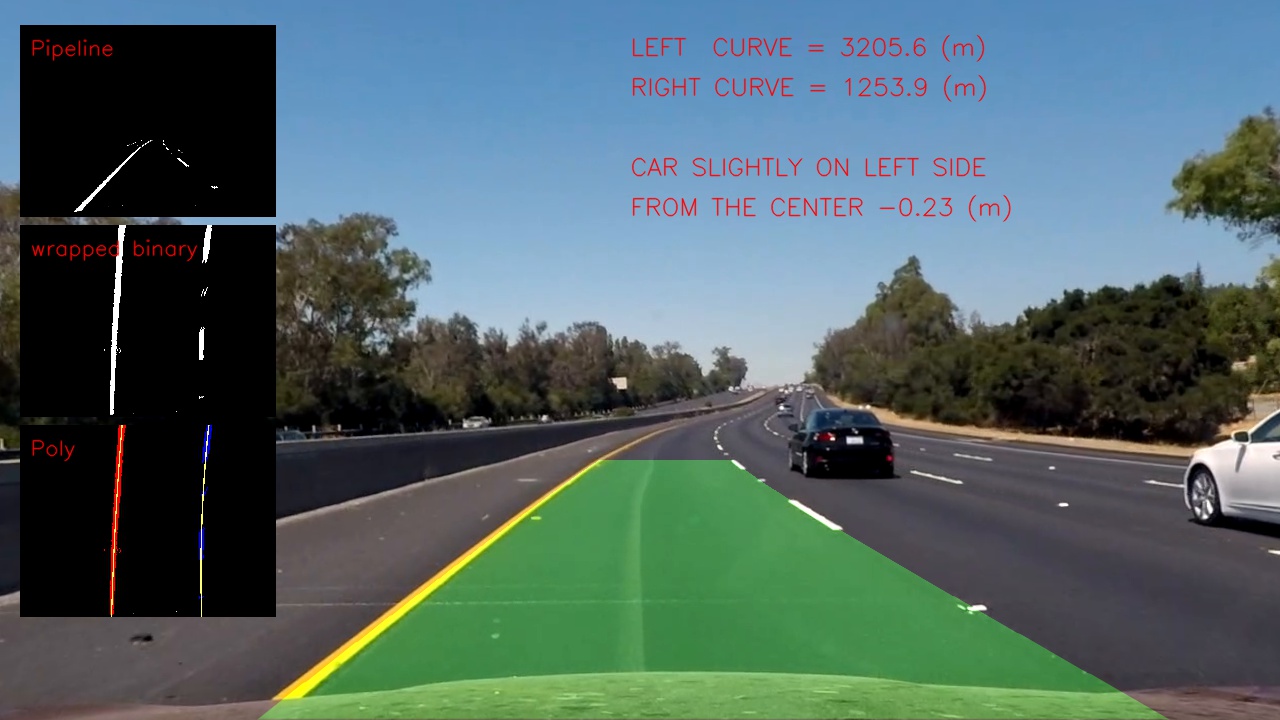 Pipeline
wrapped binary
Poly
LEFT CURVE = 3205.6 (m)
RIGHT CURVE = 1253.9 (m)
CAR SLIGHTLY ON LEFT SIDE
FROM THE CENTER -0.23 (m)